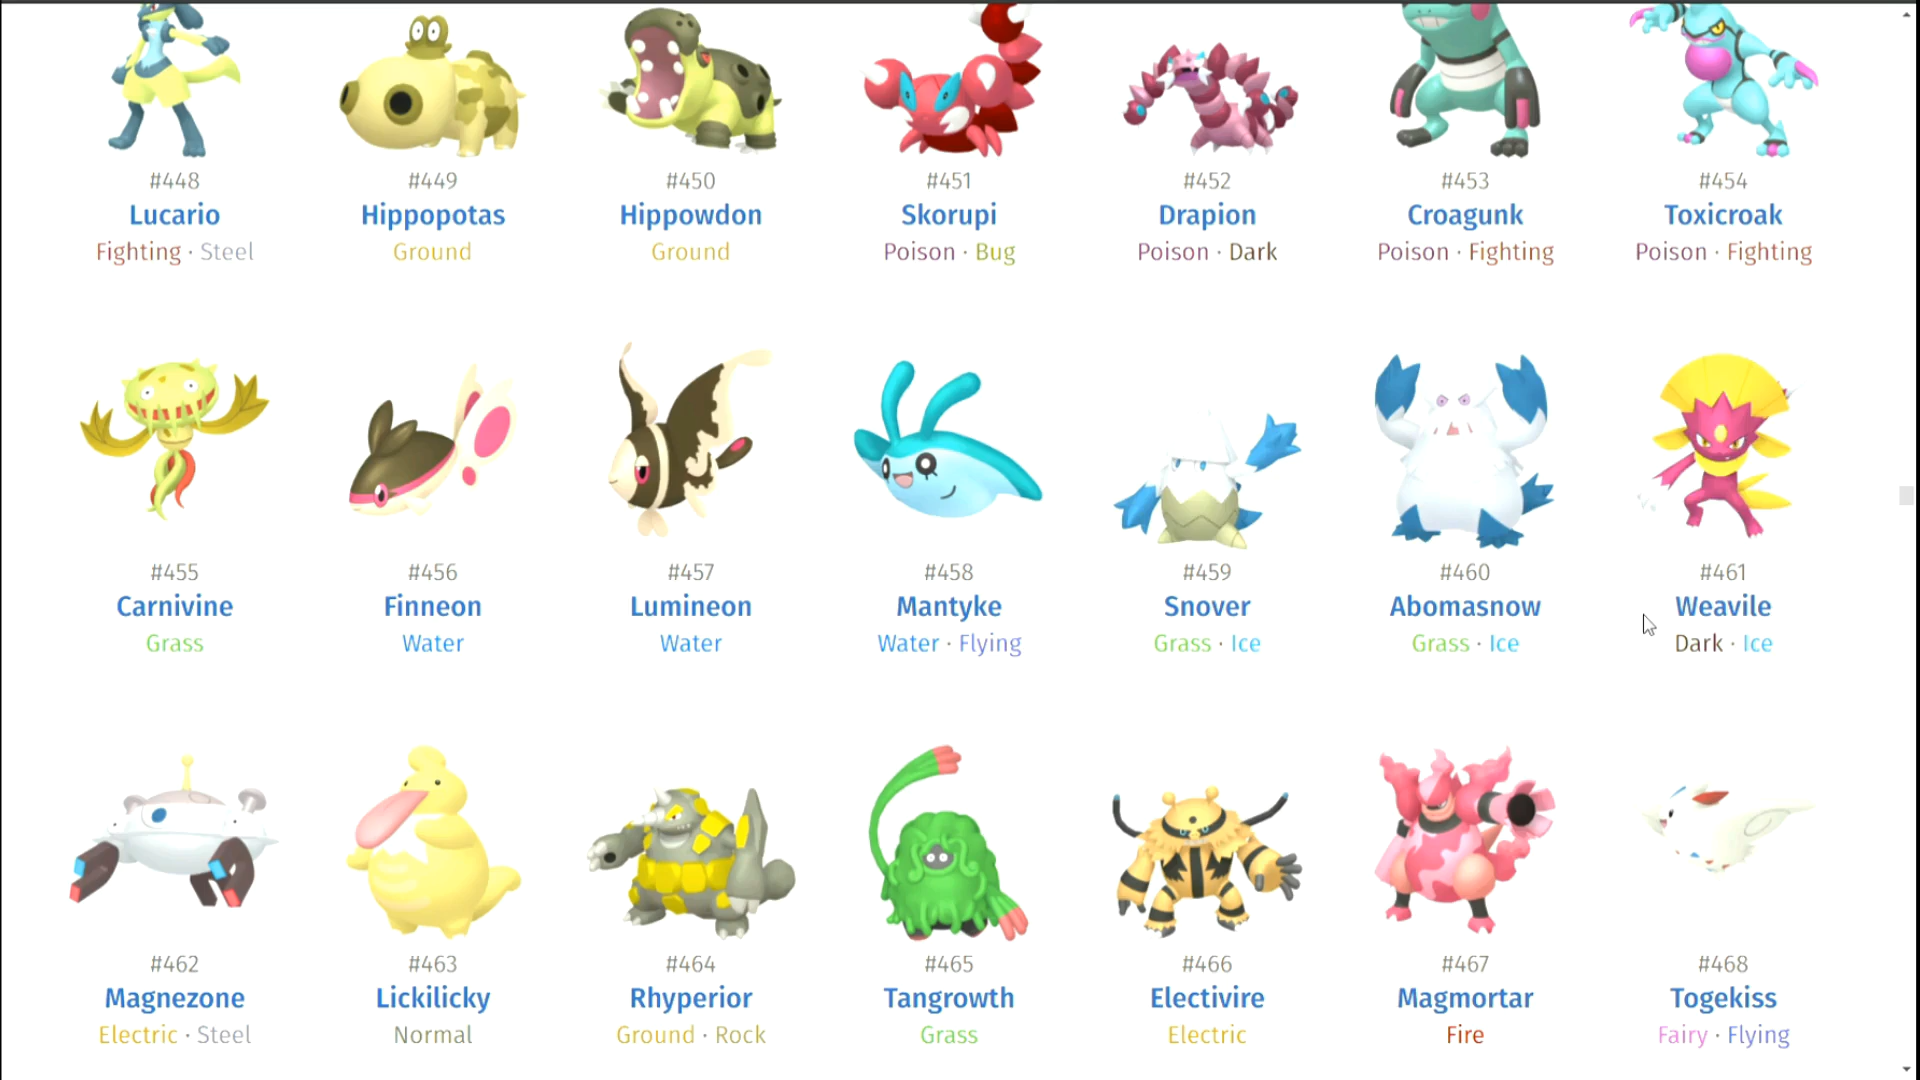 #448 #449 #450 #451 #452 #453 #454
Lucario Hippopotas Hippowdon Skorupi Drapion Croagunk Toxicroak
Fighting · Steel Ground Ground Poison · Bug Poison · Dark Poison · Fighting Poison · Fighting
#455 #456 #457 #458 #459 #460 #461
Carnivine Finneon Lumineon Mantyke Snover Abomasnow Weavile
Grass Water Water Water · Flying Grass · Ice Grass · Ice Dark · Ice
#462 #463 #464 #465 #466 #467 #468
Magnezone Lickilicky Rhyperior Tangrowth Electivire Magmortar Togekiss
Electric · Steel Normal Ground · Rock Grass Electric Fire Fairy · Flying